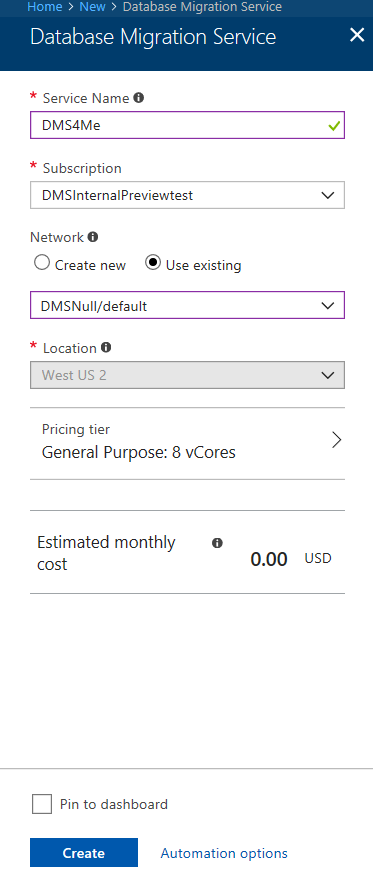 Home > New > Database Migration Service
Database Migration Service
* Service Name
DMS4Me
* Subscription
DMSInternalPreviewtest
Network
Create new Use existing
DMSNull/default
* Location
West US 2
Pricing tier
General Purpose: 8 vCores
Estimated monthly
cost
0.00 USD
Pin to dashboard
Create Automation options